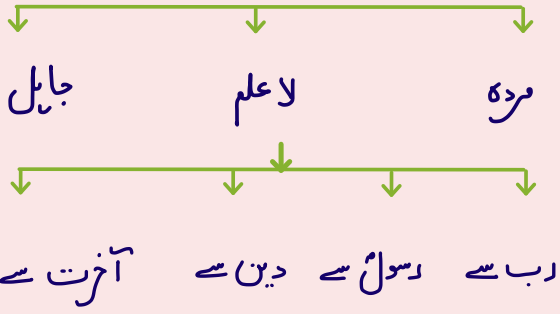 مردہ لاعلم جاہل
رب سے رسولؐ سے دین سے آخرت سے